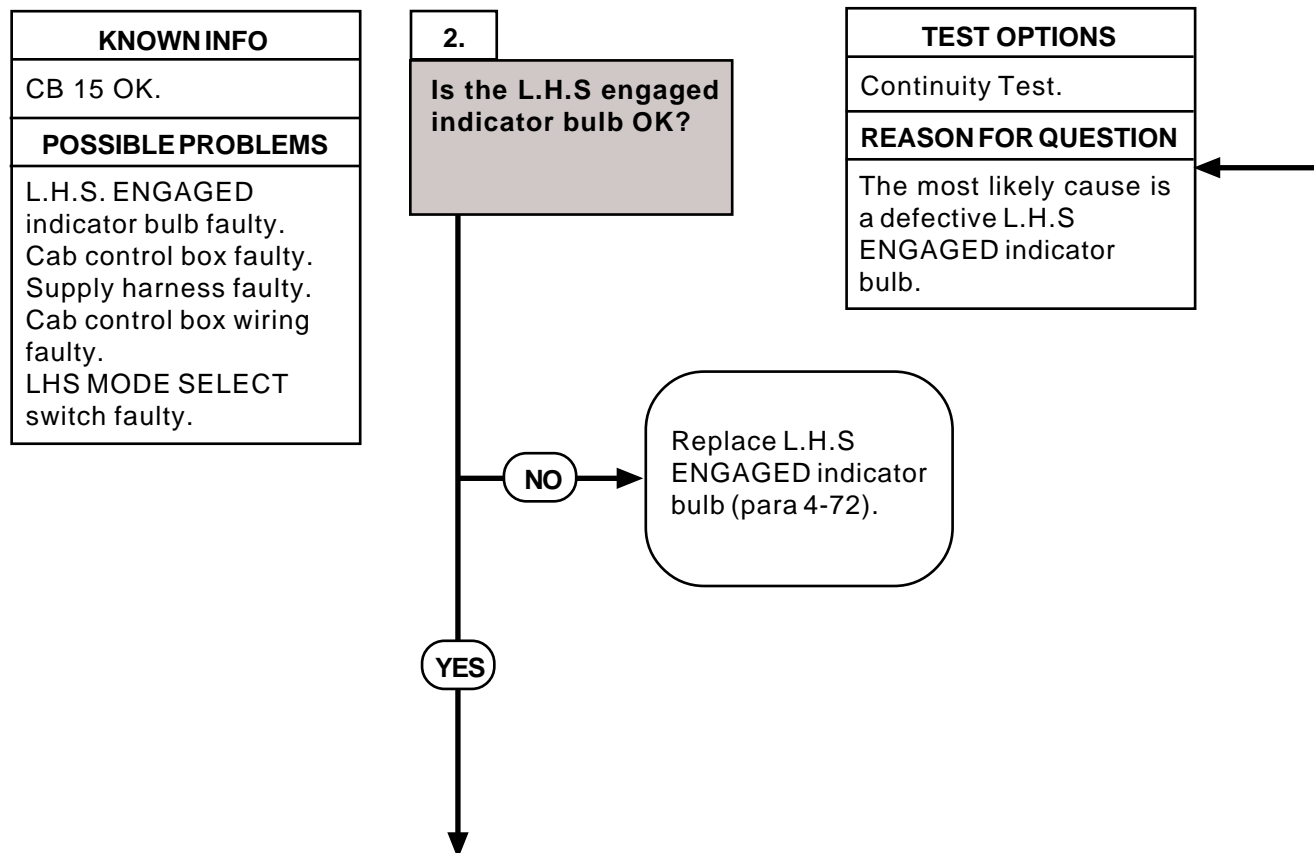 KNOWN INFO
CB 15 OK.
POSSIBLE PROBLEMS
L.H.S. ENGAGED
indicator bulb faulty.
Cab control box faulty.
Supply harness faulty.
Cab control box wiring
faulty.
LHS MODE SELECT
switch faulty.
2.
Is the L.H.S engaged
indicator bulb OK?
TEST OPTIONS
Continuity Test.
REASON FOR QUESTION
The most likely cause is
a defective L.H.S
ENGAGED indicator
bulb.
NO
Replace L.H.S
ENGAGED indicator
bulb (para 4-72).
YES